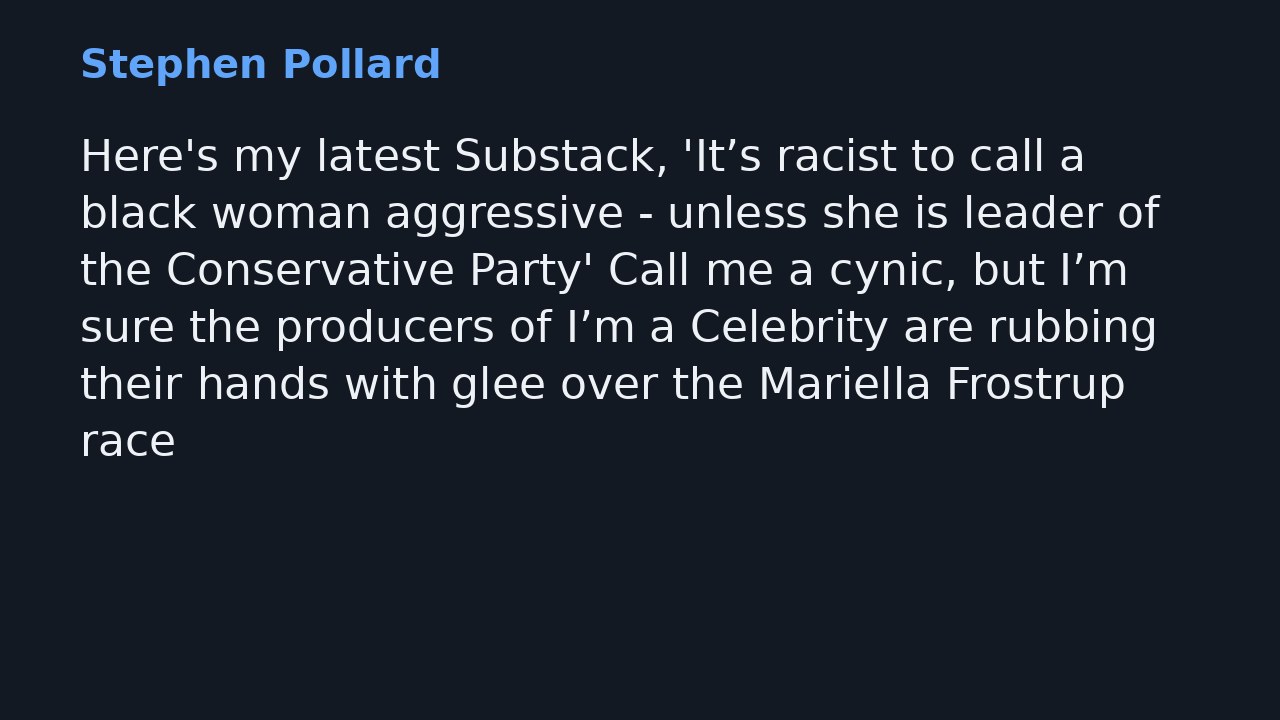 Stephen Pollard
Here's my latest Substack, 'It’s racist to call a
black woman aggressive - unless she is leader of
the Conservative Party' Call me a cynic, but I’m
sure the producers of I’m a Celebrity are rubbing
their hands with glee over the Mariella Frostrup
race